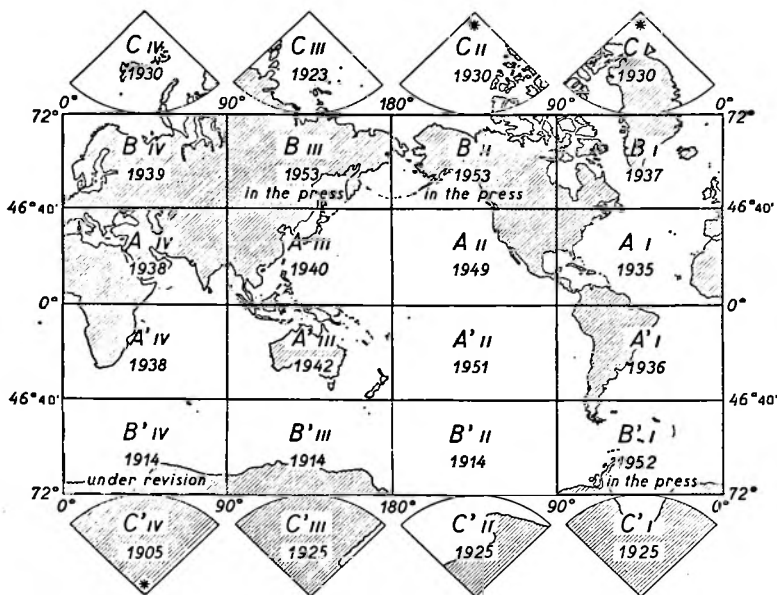 * *
C IV C III C II C I
1930 1923 1930 1930
0° 90° 180° 90° 0°
72° 72°
B IV B III B II B I
1939 1953 1953 1937
in the press in the press
46°40' 46°40'
A IV A III A II A I
1938 1940 1949 1935
0° 0°
A' IV A' III A' II A' I
1938 1942 1951 1936
46°40' 46°40'
B' IV B' III B' II B' I
1914 1914 1914 1952
under revision in the press
72° 72°
0° 90° 180° 90° 0°
C' IV C' III C' II C' I
1905 1925 1925 1925
*